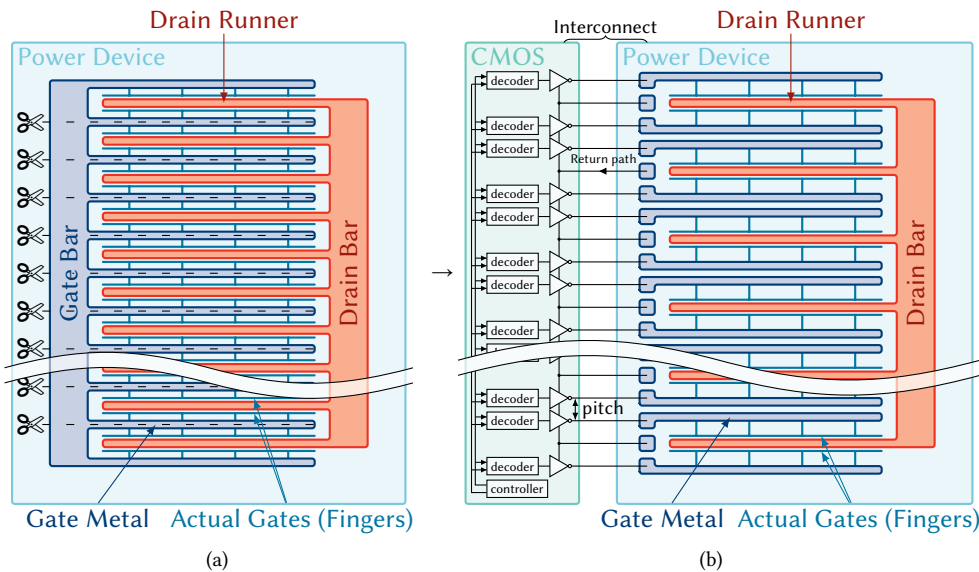 Drain Runner
Power Device
Gate Bar
Drain Bar
Gate Metal
Actual Gates (Fingers)
(a)
→
Interconnect
Drain Runner
CMOS
Power Device
decoder
decoder
decoder
Return path
decoder
decoder
decoder
decoder
decoder
decoder
pitch
decoder
decoder
controller
Drain Bar
Gate Metal
Actual Gates (Fingers)
(b)